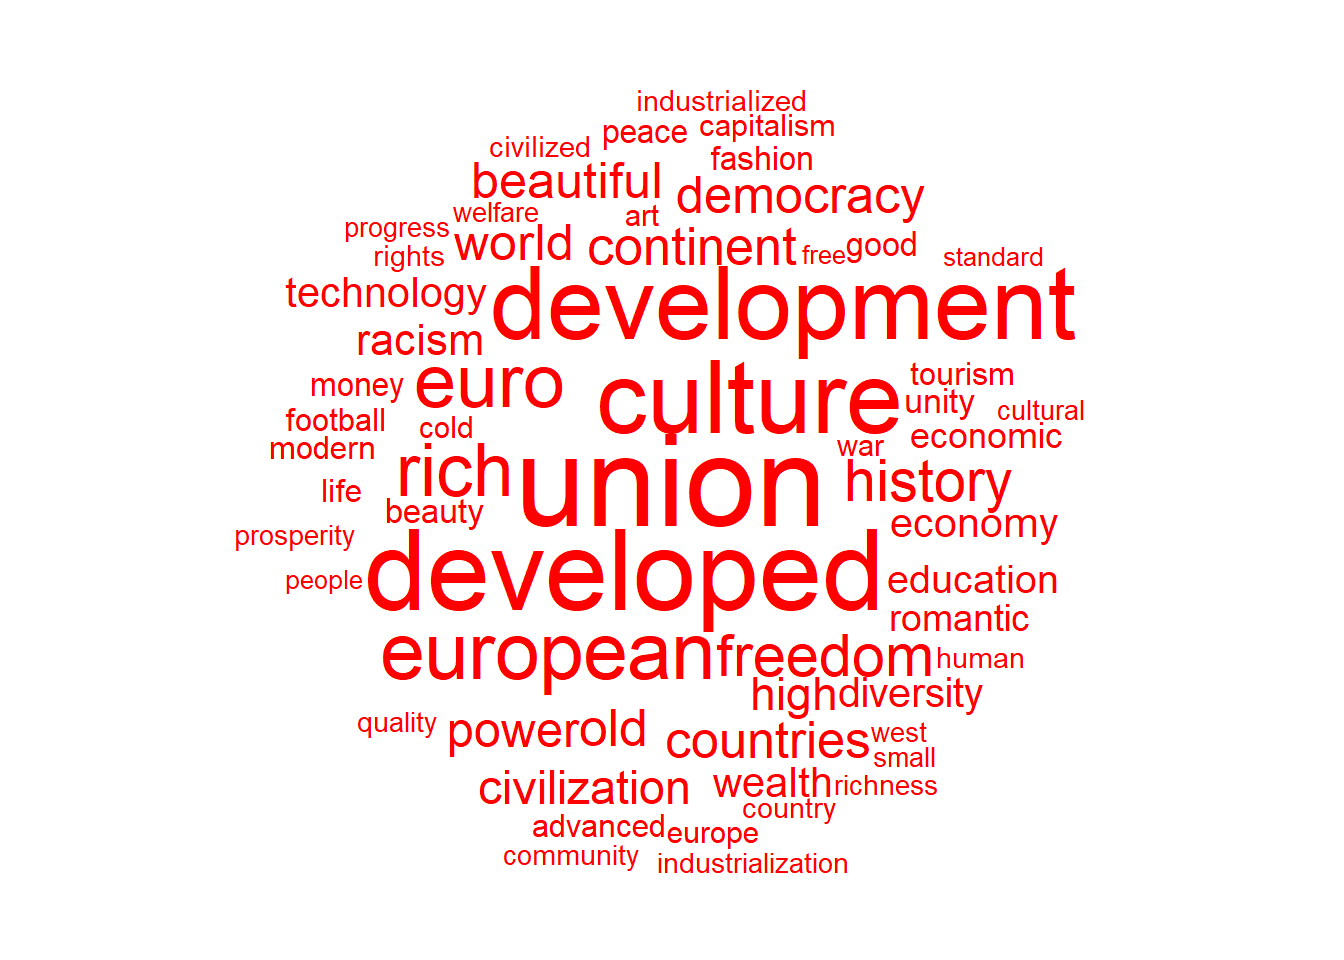 industrialized
peace capitalism
civilized fashion
beautiful democracy
progress welfare art
rights world continent free good standard
technology development
racism
money euro culture tourism
football cold unity cultural
modern rich union war economic
life history
beauty economy
prosperity
people developed education
romantic
european freedom human
high diversity
quality power old countries west
small
civilization wealth richness
country
advanced europe
community industrialization